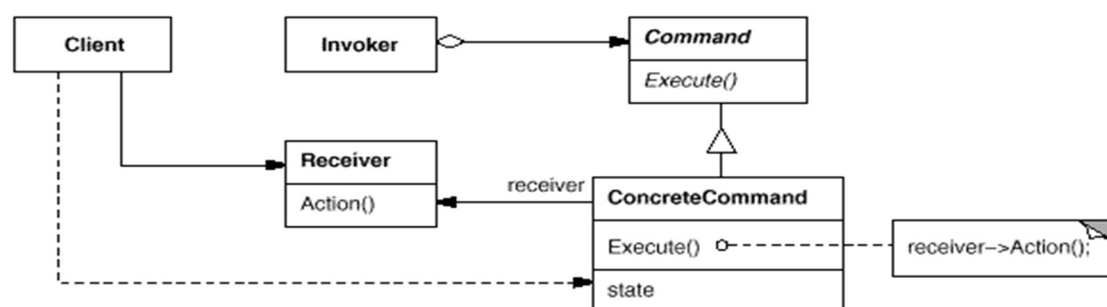 Client
Invoker
Command
Execute()
Receiver
Action()
receiver
ConcreteCommand
Execute()
receiver->Action();
state